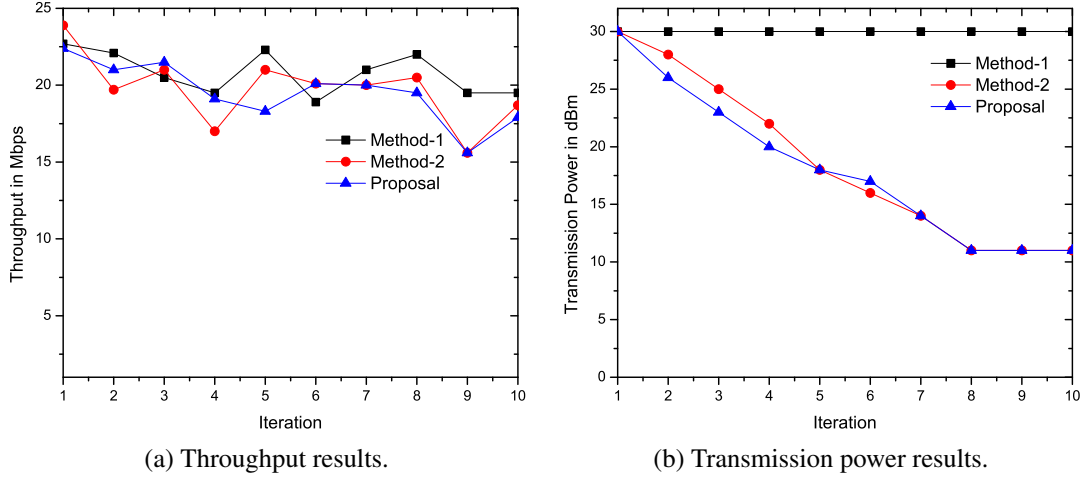 25
20
15
10
5
Throughput in Mbps
Method-1
Method-2
Proposal
1 2 3 4 5 6 7 8 9 10
Iteration
(a) Throughput results.
30
25
20
15
10
5
0
Transmission Power in dBm
Method-1
Method-2
Proposal
1 2 3 4 5 6 7 8 9 10
Iteration
(b) Transmission power results.